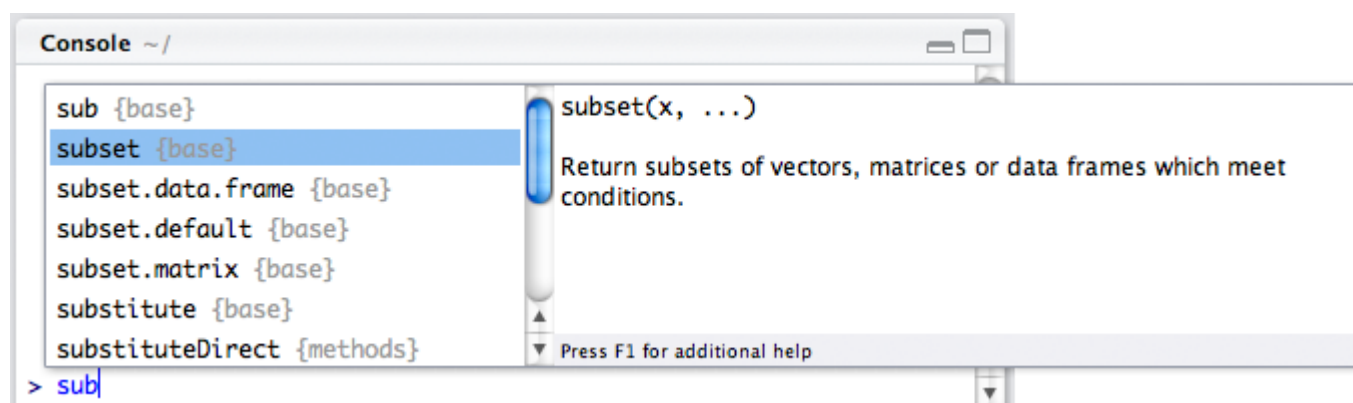 Console ~/
sub {base}
subset {base}
subset.data.frame {base}
subset.default {base}
subset.matrix {base}
substitute {base}
substituteDirect {methods}
subset(x, ...)
Return subsets of vectors, matrices or data frames which meet
conditions.
Press F1 for additional help
> sub